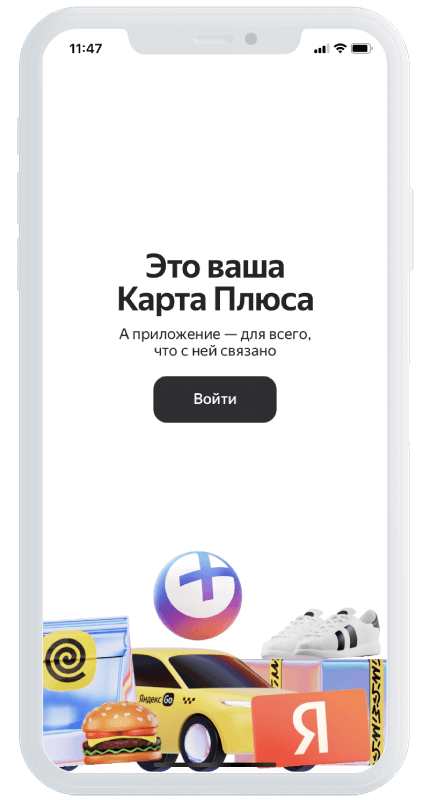 11:47
Это ваша
Карта Плюса
А приложение — для всего,
что с ней связано
Войти
Яндекс Go
Я